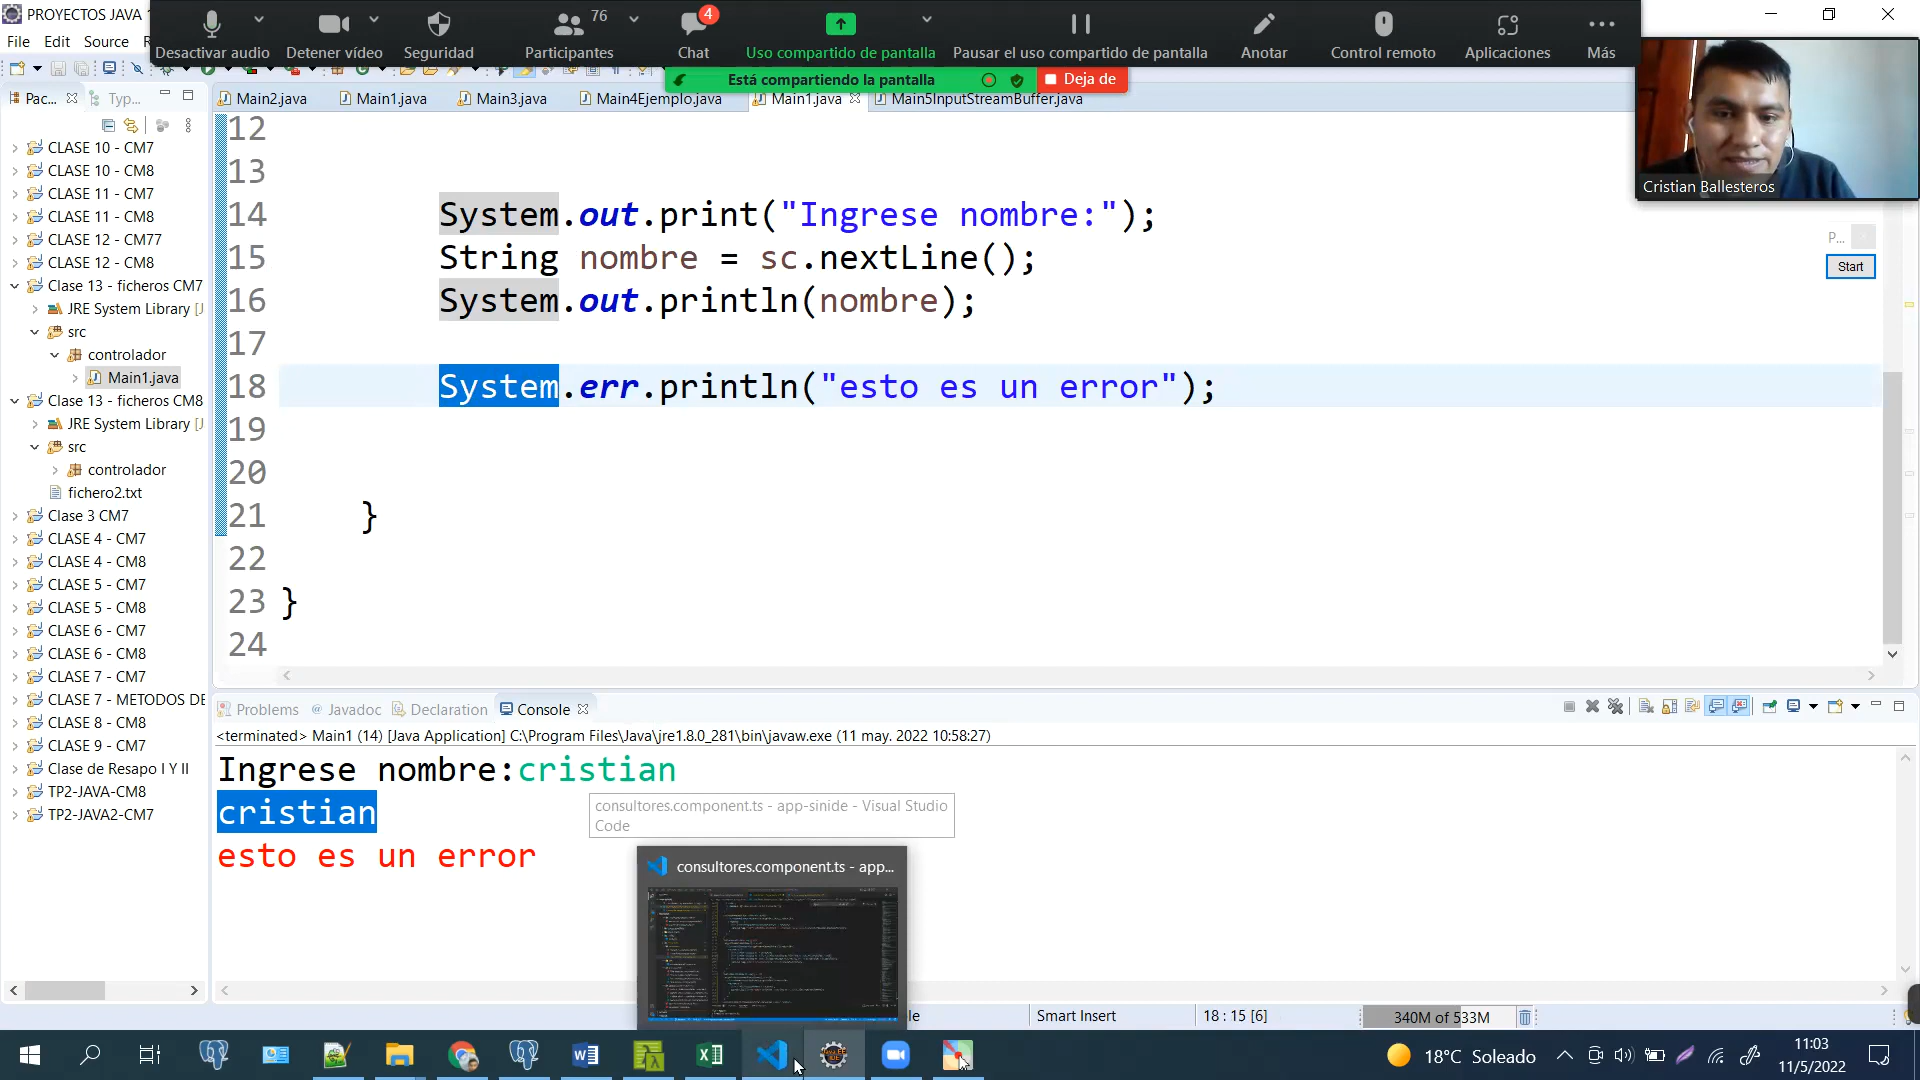 PROYECTOS JAVA
File Edit Source
Desactivar audio
Detener vídeo
Seguridad
76
Participantes
4
Chat
Uso compartido de pantalla
Pausar el uso compartido de pantalla
Anotar
Control remoto
Aplicaciones
Más
Está compartiendo la pantalla
Deja de
Cristian Ballesteros
P...
Start
Pac...
Typ...
Main2.java
Main1.java
Main3.java
Main4Ejemplo.java
Main1.java
Main5InputStreamBuffer.java
CLASE 10 - CM7
CLASE 10 - CM8
CLASE 11 - CM7
CLASE 11 - CM8
CLASE 12 - CM77
CLASE 12 - CM8
Clase 13 - ficheros CM7
JRE System Library [J
src
controlador
Main1.java
Clase 13 - ficheros CM8
JRE System Library [J
src
controlador
fichero2.txt
Clase 3 CM7
CLASE 4 - CM7
CLASE 4 - CM8
CLASE 5 - CM7
CLASE 5 - CM8
CLASE 6 - CM7
CLASE 6 - CM8
CLASE 7 - CM7
CLASE 7 - METODOS DE
CLASE 8 - CM8
CLASE 9 - CM7
Clase de Resapo I Y II
TP2-JAVA-CM8
TP2-JAVA2-CM7
12
13
14 System.out.print("Ingrese nombre:");
15 String nombre = sc.nextLine();
16 System.out.println(nombre);
17
18 System.err.println("esto es un error");
19
20
21 }
22
23 }
24
Problems
Javadoc
Declaration
Console
<terminated> Main1 (14) [Java Application] C:\Program Files\Java\jre1.8.0_281\bin\javaw.exe (11 may. 2022 10:58:27)
Ingrese nombre:cristian
cristian
esto es un error
consultores.component.ts - app-sinide - Visual Studio
Code
consultores.component.ts - app...
Smart Insert
18 : 15 [6]
340M of 533M
18°C Soleado
11:03
11/5/2022